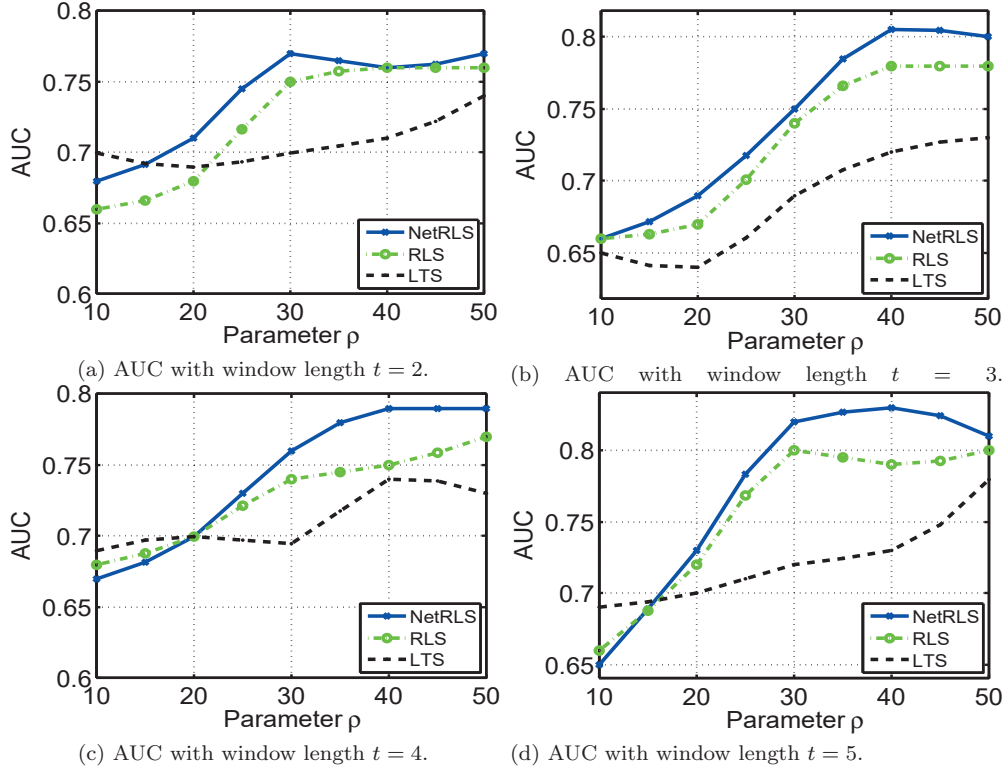 0.8
0.75
0.7
0.65
0.6
AUC
NetRLS
RLS
LTS
10 20 30 40 50
Parameter ρ
(a) AUC with window length t = 2.
0.8
0.75
0.7
0.65
AUC
NetRLS
RLS
LTS
10 20 30 40 50
Parameter ρ
(b) AUC with window length t = 3.
0.8
0.75
0.7
0.65
0.6
AUC
NetRLS
RLS
LTS
10 20 30 40 50
Parameter ρ
(c) AUC with window length t = 4.
0.8
0.75
0.7
0.65
AUC
NetRLS
RLS
LTS
10 20 30 40 50
Parameter ρ
(d) AUC with window length t = 5.